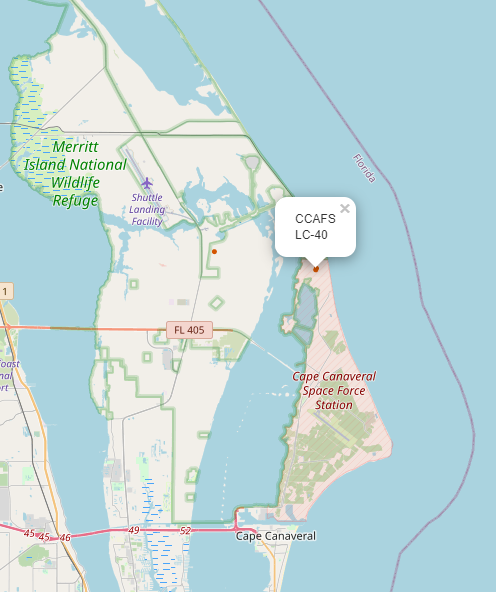 Merritt
Island National
Wildlife
Refuge
Florida
Shuttle
Landing
Facility
CCAFS
LC-40
×
1
FL 405
Cape Canaveral
Space Force
Station
45
45
46
49
52
Cape Canaveral